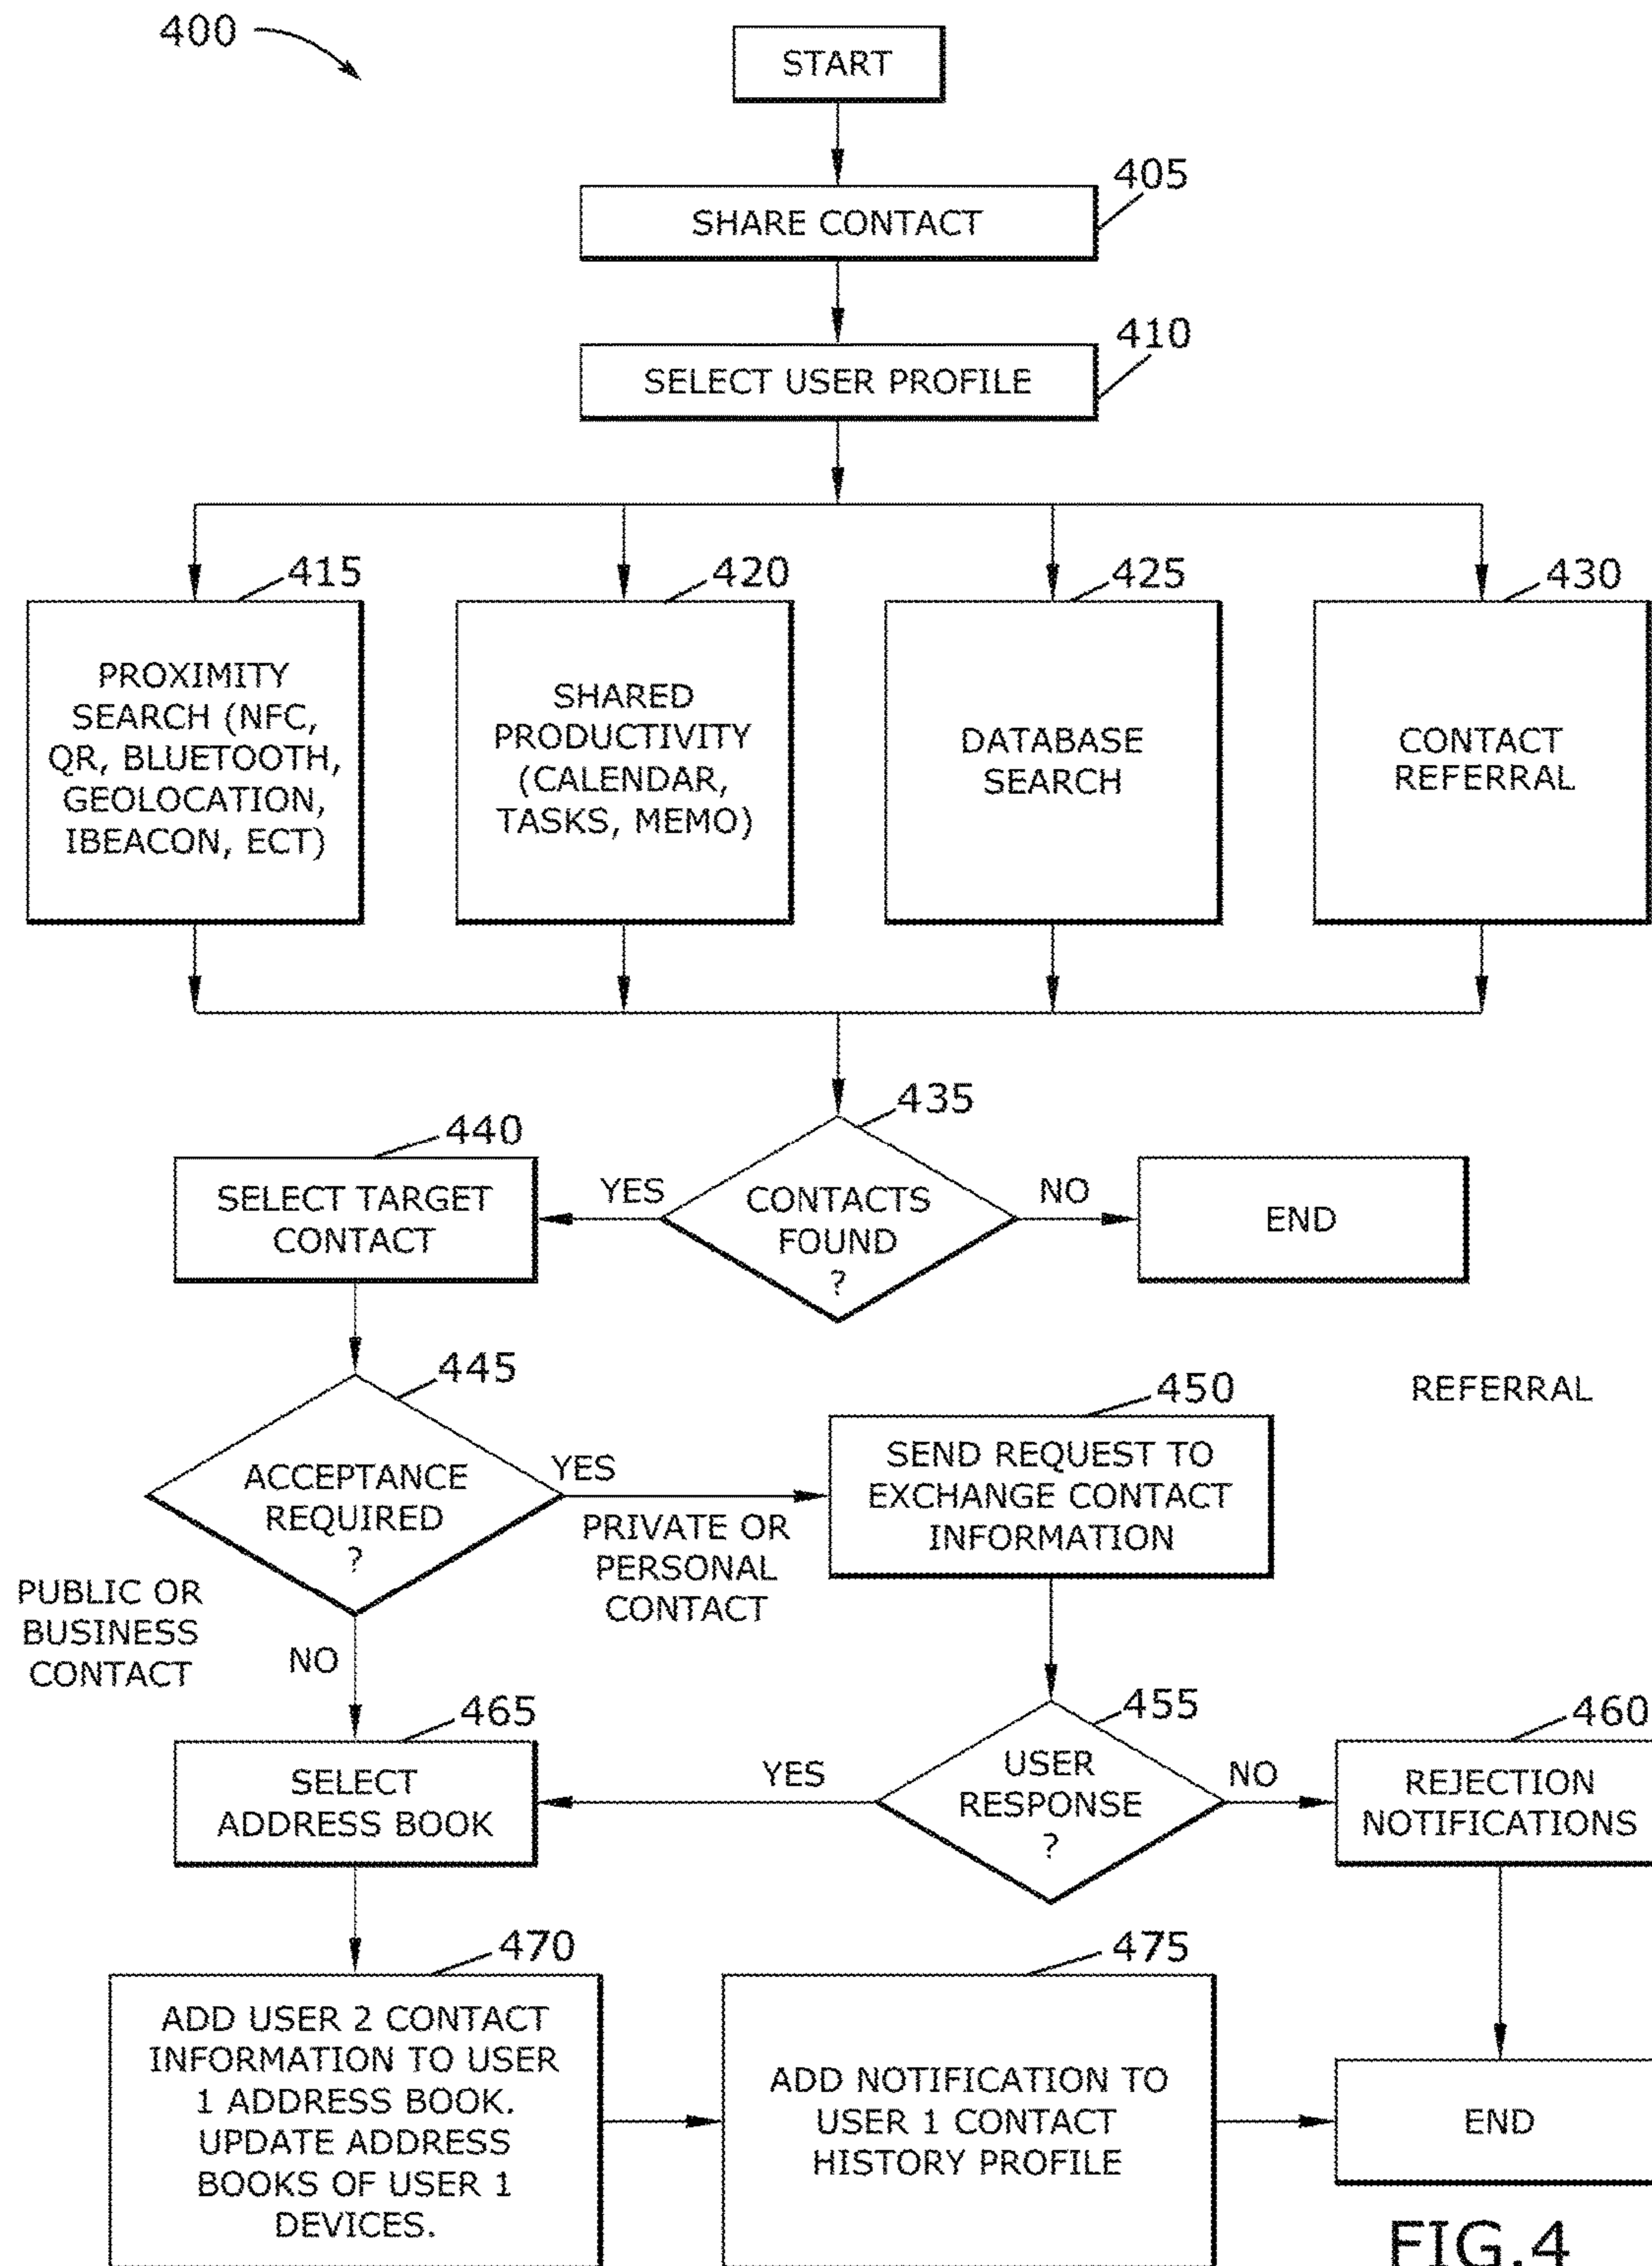 400
START
405
SHARE CONTACT
410
SELECT USER PROFILE
415
PROXIMITY
SEARCH (NFC,
QR, BLUETOOTH,
GEOLOCATION,
IBEACON, ECT)
420
SHARED
PRODUCTIVITY
(CALENDAR,
TASKS, MEMO)
425
DATABASE
SEARCH
430
CONTACT
REFERRAL
435
CONTACTS
FOUND
?
YES
NO
END
440
SELECT TARGET
CONTACT
445
ACCEPTANCE
REQUIRED
?
YES
PRIVATE OR
PERSONAL
CONTACT
PUBLIC OR
BUSINESS
CONTACT
NO
REFERRAL
450
SEND REQUEST TO
EXCHANGE CONTACT
INFORMATION
455
USER
RESPONSE
?
YES
NO
460
REJECTION
NOTIFICATIONS
465
SELECT
ADDRESS BOOK
470
ADD USER 2 CONTACT
INFORMATION TO USER
1 ADDRESS BOOK.
UPDATE ADDRESS
BOOKS OF USER 1
DEVICES.
475
ADD NOTIFICATION TO
USER 1 CONTACT
HISTORY PROFILE
END
FIG.4